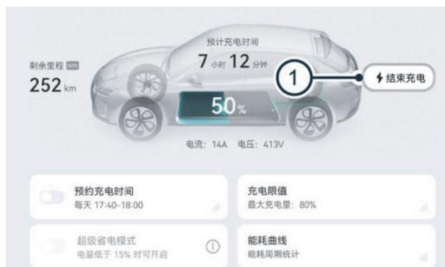 预计充电时间
7 小时 12 分钟
剩余里程
252 km
1
结束充电
50%
电流: 14A 电压: 413V
预约充电时间
每天 17:40-18:00
充电限值
最大充电量: 80%
超级省电模式
电量低于 15% 时可开启
能耗曲线
能耗周期统计